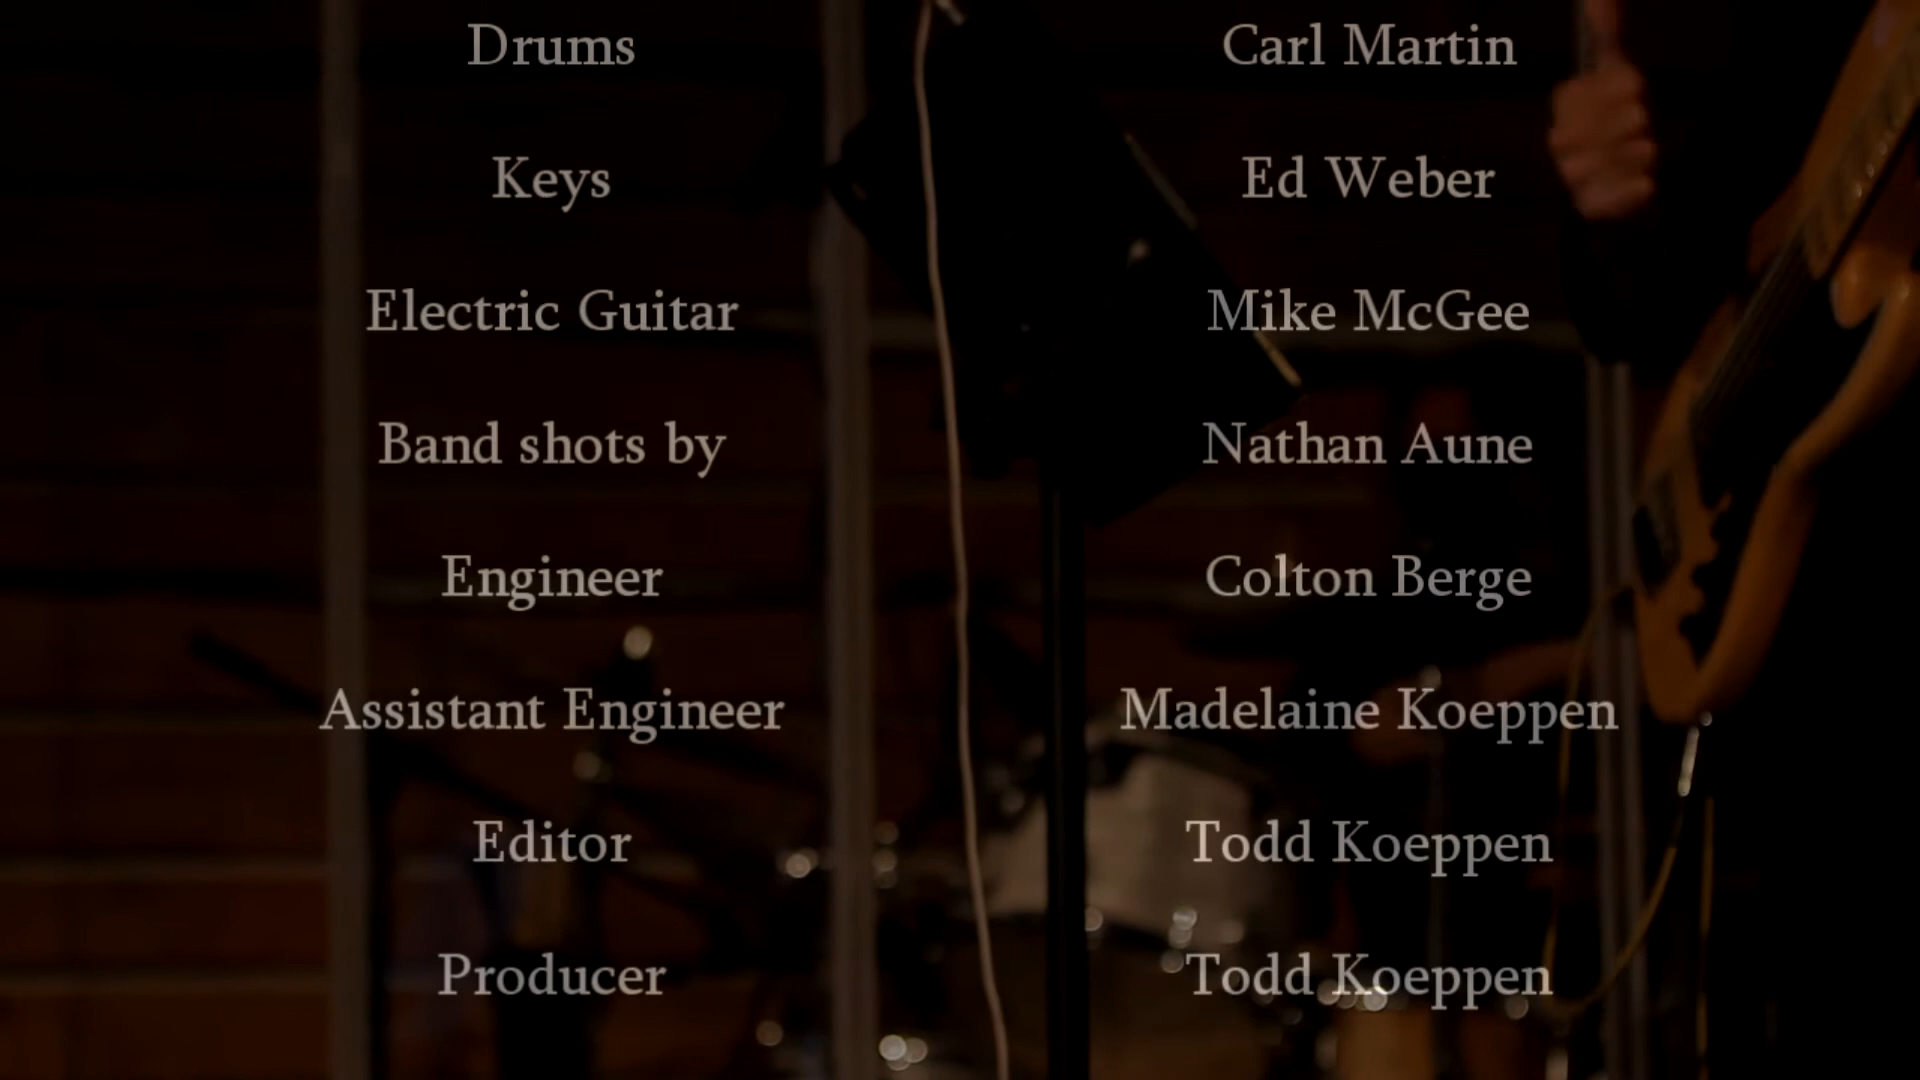 Drums Carl Martin
Keys Ed Weber
Electric Guitar Mike McGee
Band shots by Nathan Aune
Engineer Colton Berge
Assistant Engineer Madelaine Koeppen
Editor Todd Koeppen
Producer Todd Koeppen